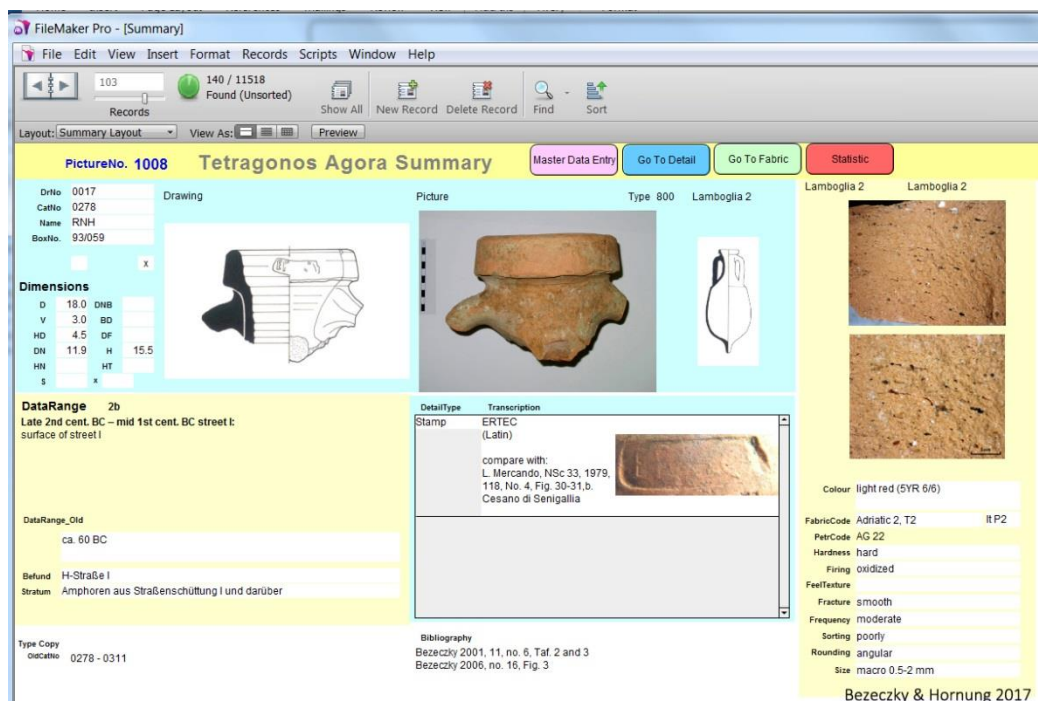 FileMaker Pro - [Summary]
File Edit View Insert Format Records Scripts Window Help
103
Records
140 / 11518
Found (Unsorted)
Show All New Record Delete Record Find Sort
Layout: Summary Layout View As: Preview
PictureNo. 1008 Tetragonos Agora Summary Master Data Entry Go To Detail Go To Fabric Statistic
DrNo 0017
CatNo 0278
Name RNH
BoxNo. 93/059
x
Dimensions
D 18.0 DNB
V 3.0 BD
HD 4.5 DF
DN 11.9 H 15.5
HN HT
S x
Drawing
Picture Type 800 Lamboglia 2
Lamboglia 2 Lamboglia 2
DataRange 2b
Late 2nd cent. BC – mid 1st cent. BC street I:
surface of street I
DataRange_Old
ca. 60 BC
Befund H-Straße I
Stratum Amphoren aus Straßenschüttung I und darüber
DetailType Transcription
Stamp ERTEC
(Latin)
compare with:
L. Mercando, NSc 33, 1979,
118, No. 4, Fig. 30-31,b.
Cesano di Senigallia
Colour light red (5YR 6/6)
FabricCode Adriatic 2, T2 It P2
PetrCode AG 22
Hardness hard
Firing oxidized
FeelTexture
Fracture smooth
Frequency moderate
Sorting poorly
Rounding angular
Size macro 0.5-2 mm
Type Copy
OldCatNo 0278 - 0311
Bibliography
Bezeczky 2001, 11, no. 6, Taf. 2 and 3
Bezeczky 2006, no. 16, Fig. 3
Bezeczky & Hornung 2017